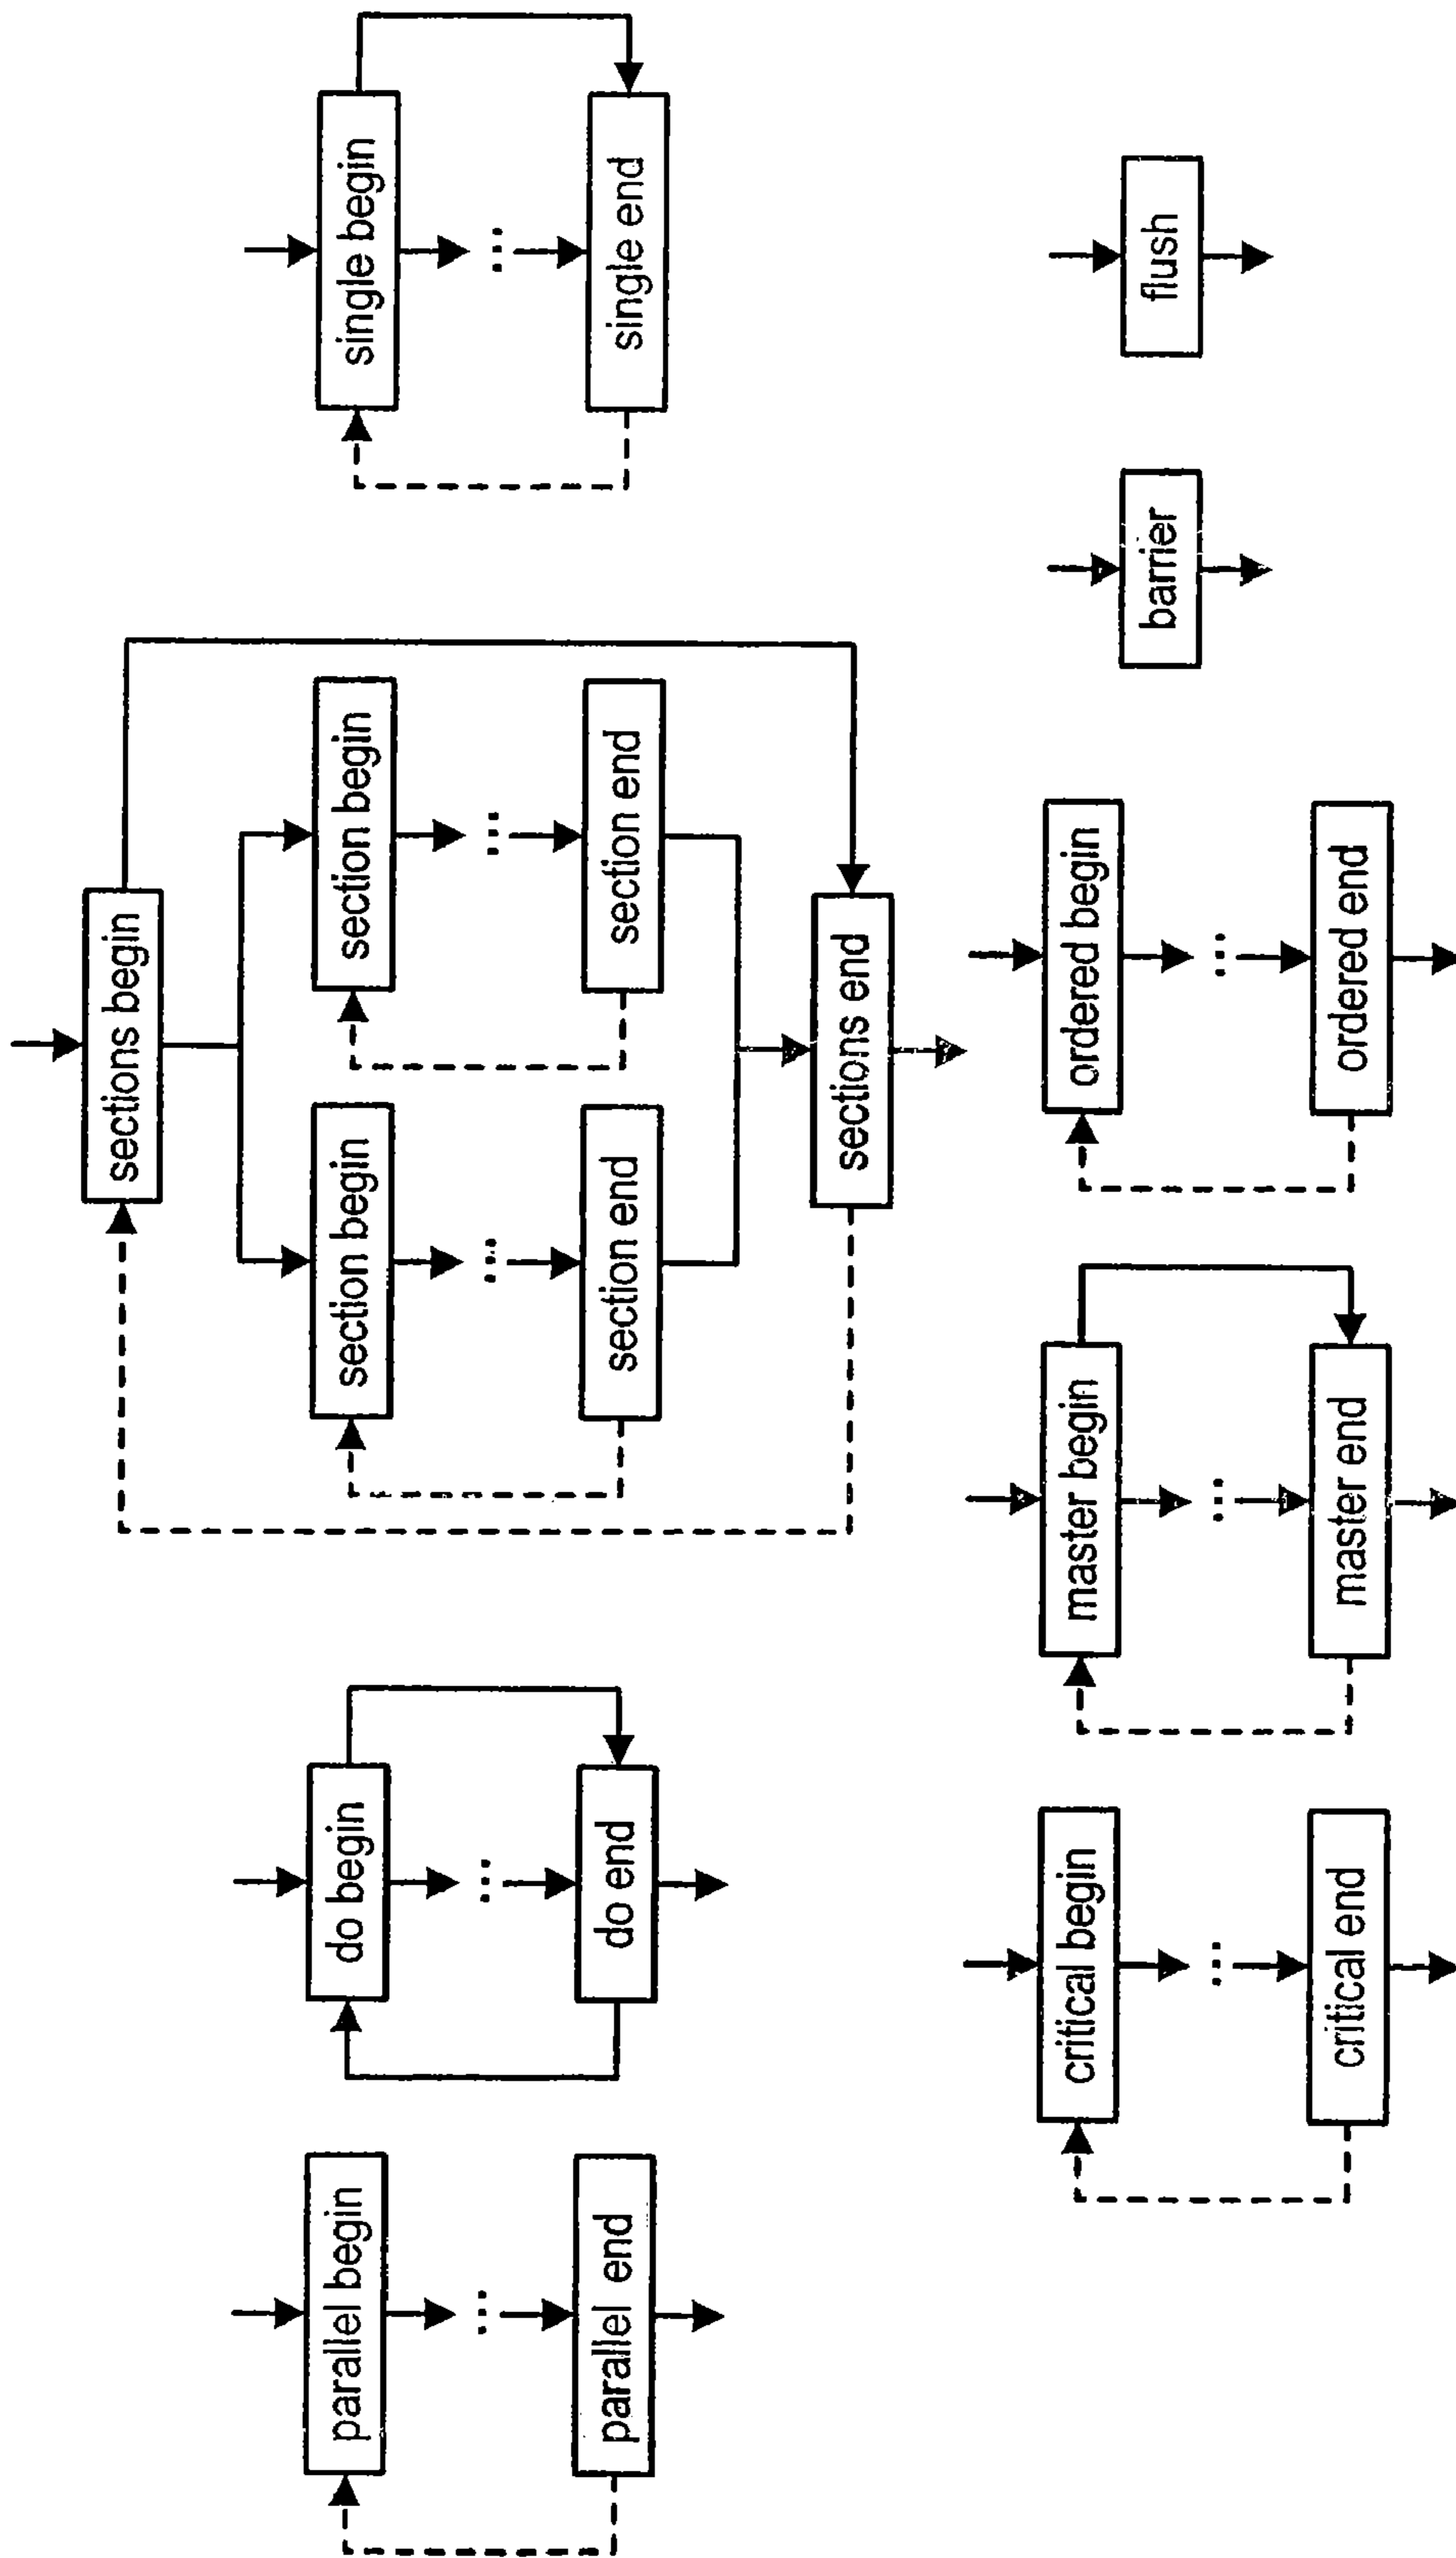 parallel begin
...
parallel end
do begin
...
do end
sections begin
section begin
...
section end
section begin
...
section end
sections end
single begin
...
single end
critical begin
...
critical end
master begin
...
master end
ordered begin
...
ordered end
barrier
flush